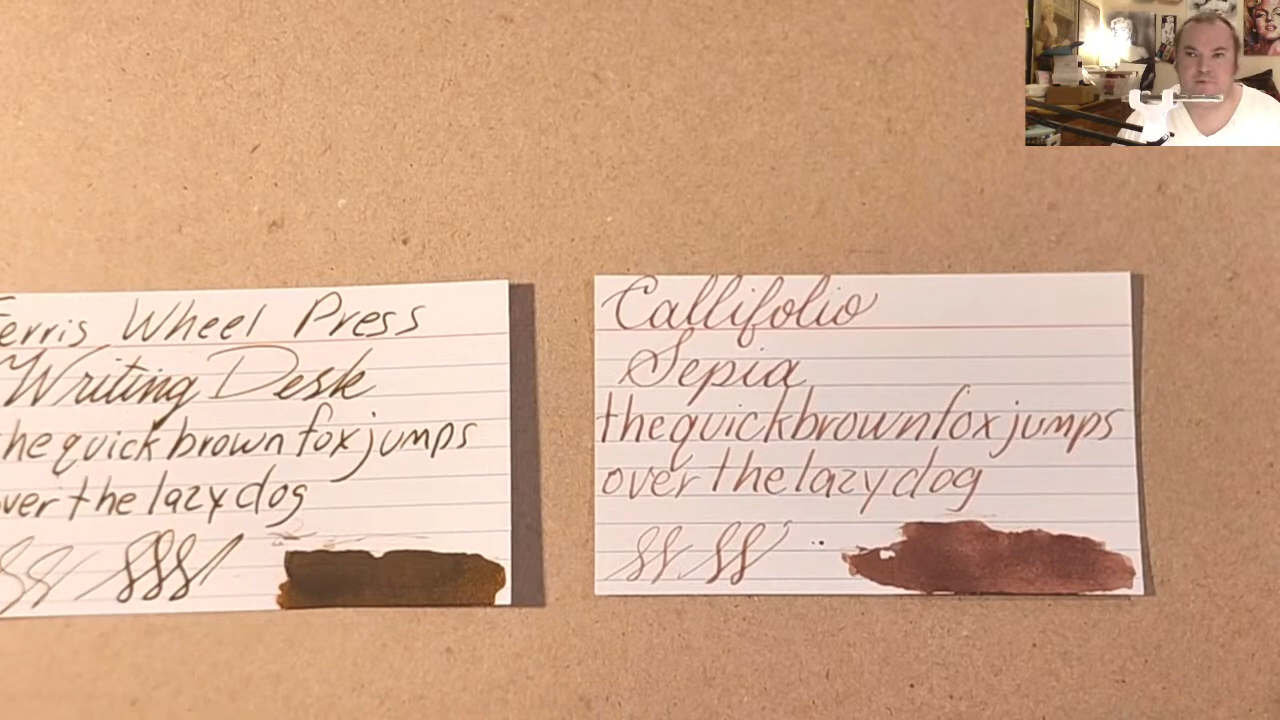 Ferris Wheel Press
Writing Desk
the quick brown fox jumps
over the lazy dog
Callifolio
Sepia
the quick brown fox jumps
over the lazy dog